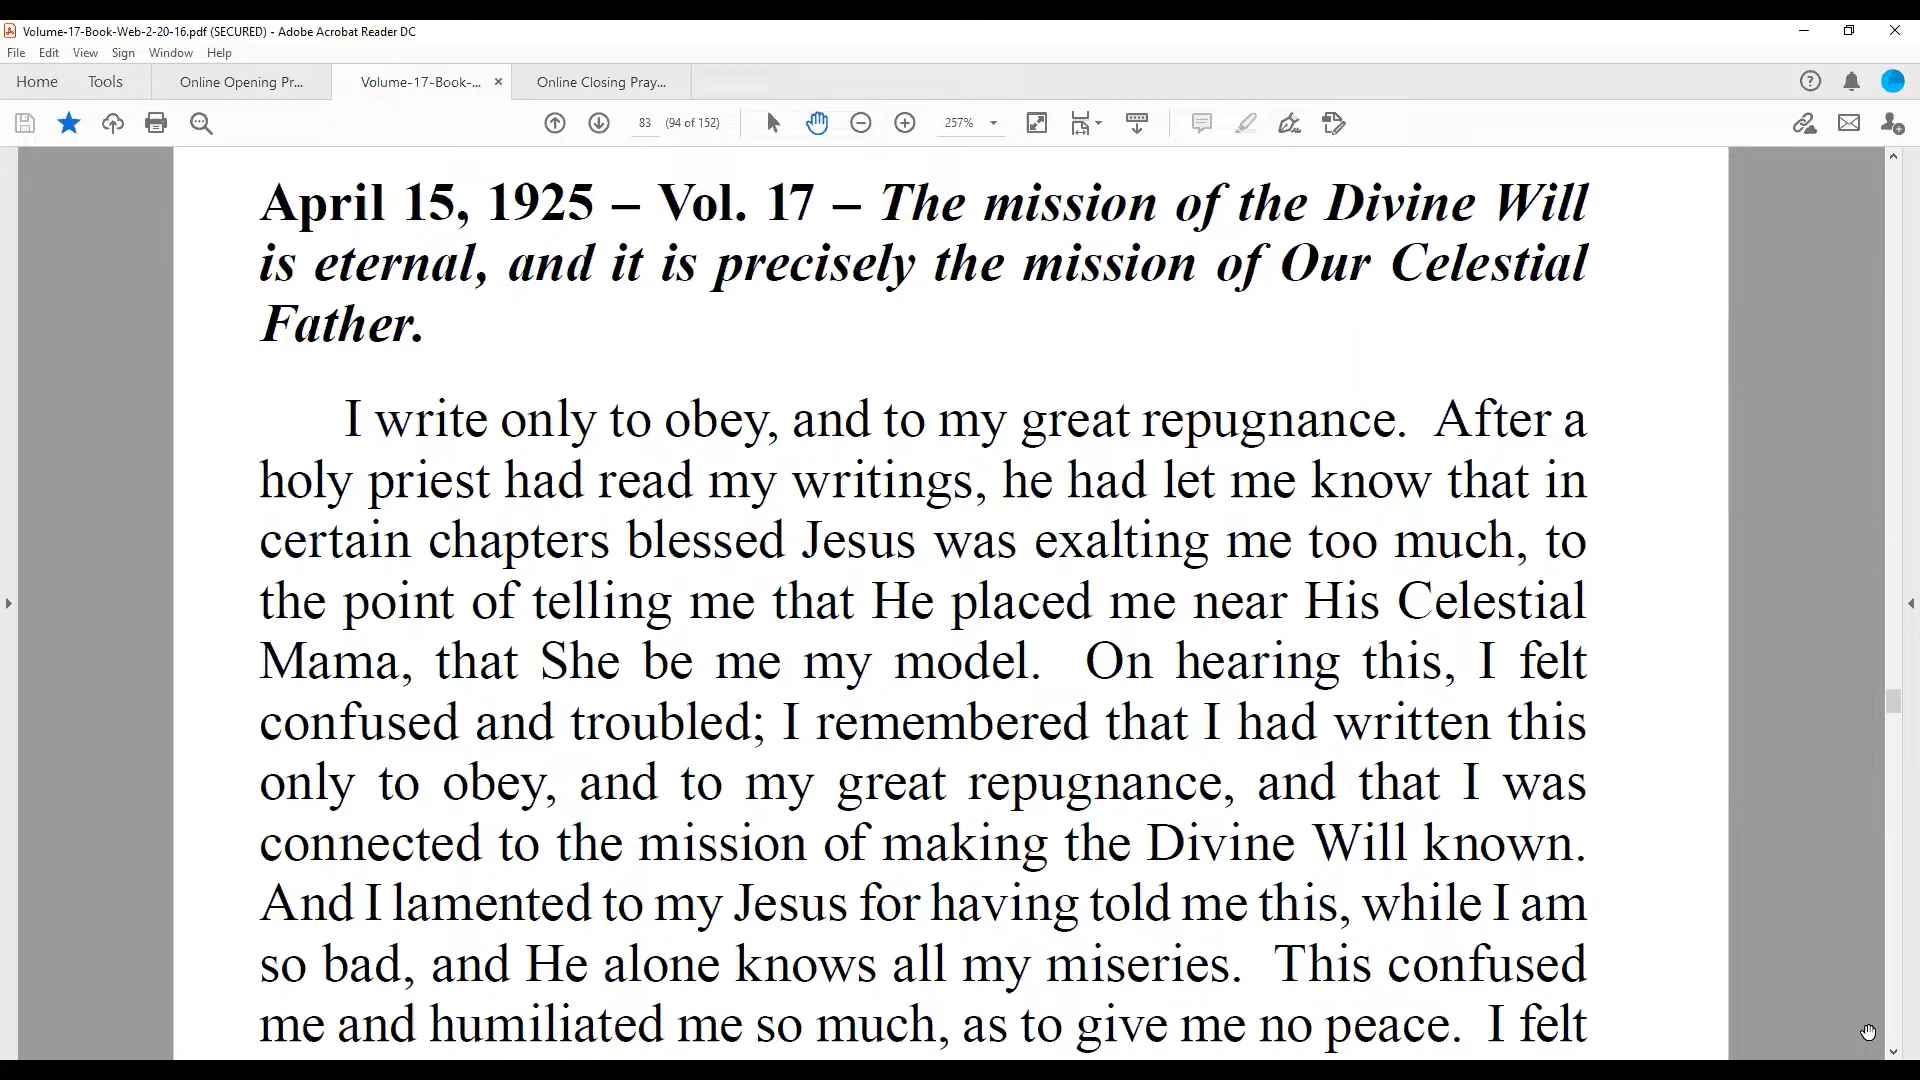 Volume-17-Book-Web-2-20-16.pdf (SECURED) - Adobe Acrobat Reader DC
File Edit View Sign Window Help
Home Tools Online Opening Pr... Volume-17-Book-... × Online Closing Pray...
83 (94 of 152) 257%
April 15, 1925 – Vol. 17 – The mission of the Divine Will
is eternal, and it is precisely the mission of Our Celestial
Father.
I write only to obey, and to my great repugnance. After a
holy priest had read my writings, he had let me know that in
certain chapters blessed Jesus was exalting me too much, to
the point of telling me that He placed me near His Celestial
Mama, that She be me my model. On hearing this, I felt
confused and troubled; I remembered that I had written this
only to obey, and to my great repugnance, and that I was
connected to the mission of making the Divine Will known.
And I lamented to my Jesus for having told me this, while I am
so bad, and He alone knows all my miseries. This confused
me and humiliated me so much, as to give me no peace. I felt